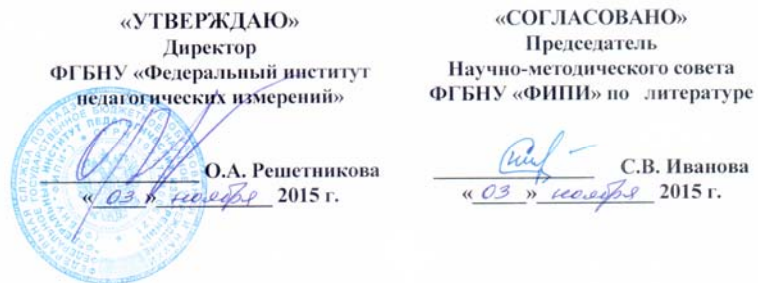 «УТВЕРЖДАЮ»
Директор
ФГБНУ «Федеральный институт
педагогических измерений»
О.А. Решетникова
« 03 » ноября 2015 г.
«СОГЛАСОВАНО»
Председатель
Научно-методического совета
ФГБНУ «ФИПИ» по литературе
С.В. Иванова
« 03 » ноября 2015 г.